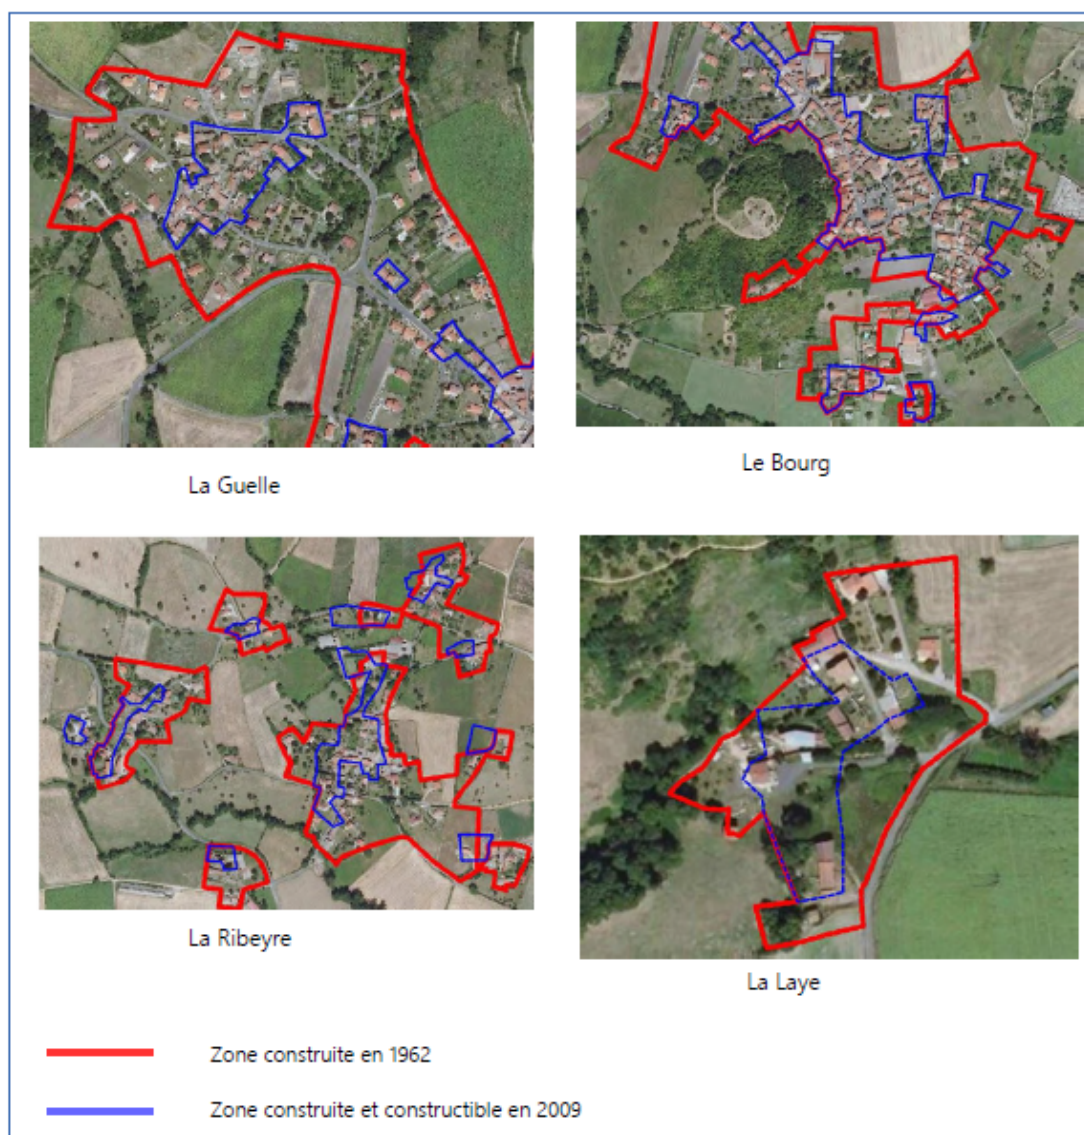 La Guelle
Le Bourg
La Ribeyre
La Laye
Zone construite en 1962
Zone construite et constructible en 2009